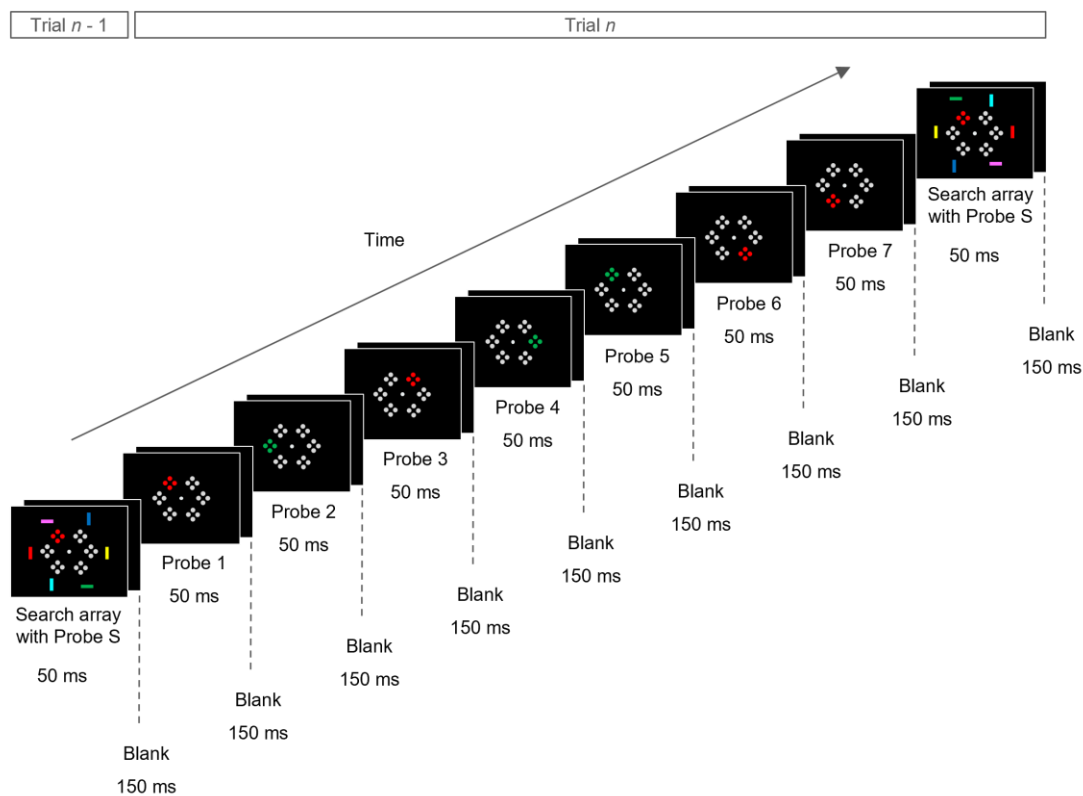 Trial n - 1
Trial n
Time
Search array
with Probe S
50 ms
Blank
150 ms
Probe 1
50 ms
Blank
150 ms
Probe 2
50 ms
Blank
150 ms
Probe 3
50 ms
Blank
150 ms
Probe 4
50 ms
Blank
150 ms
Probe 5
50 ms
Blank
150 ms
Probe 6
50 ms
Blank
150 ms
Probe 7
50 ms
Blank
150 ms
Search array
with Probe S
50 ms
Blank
150 ms